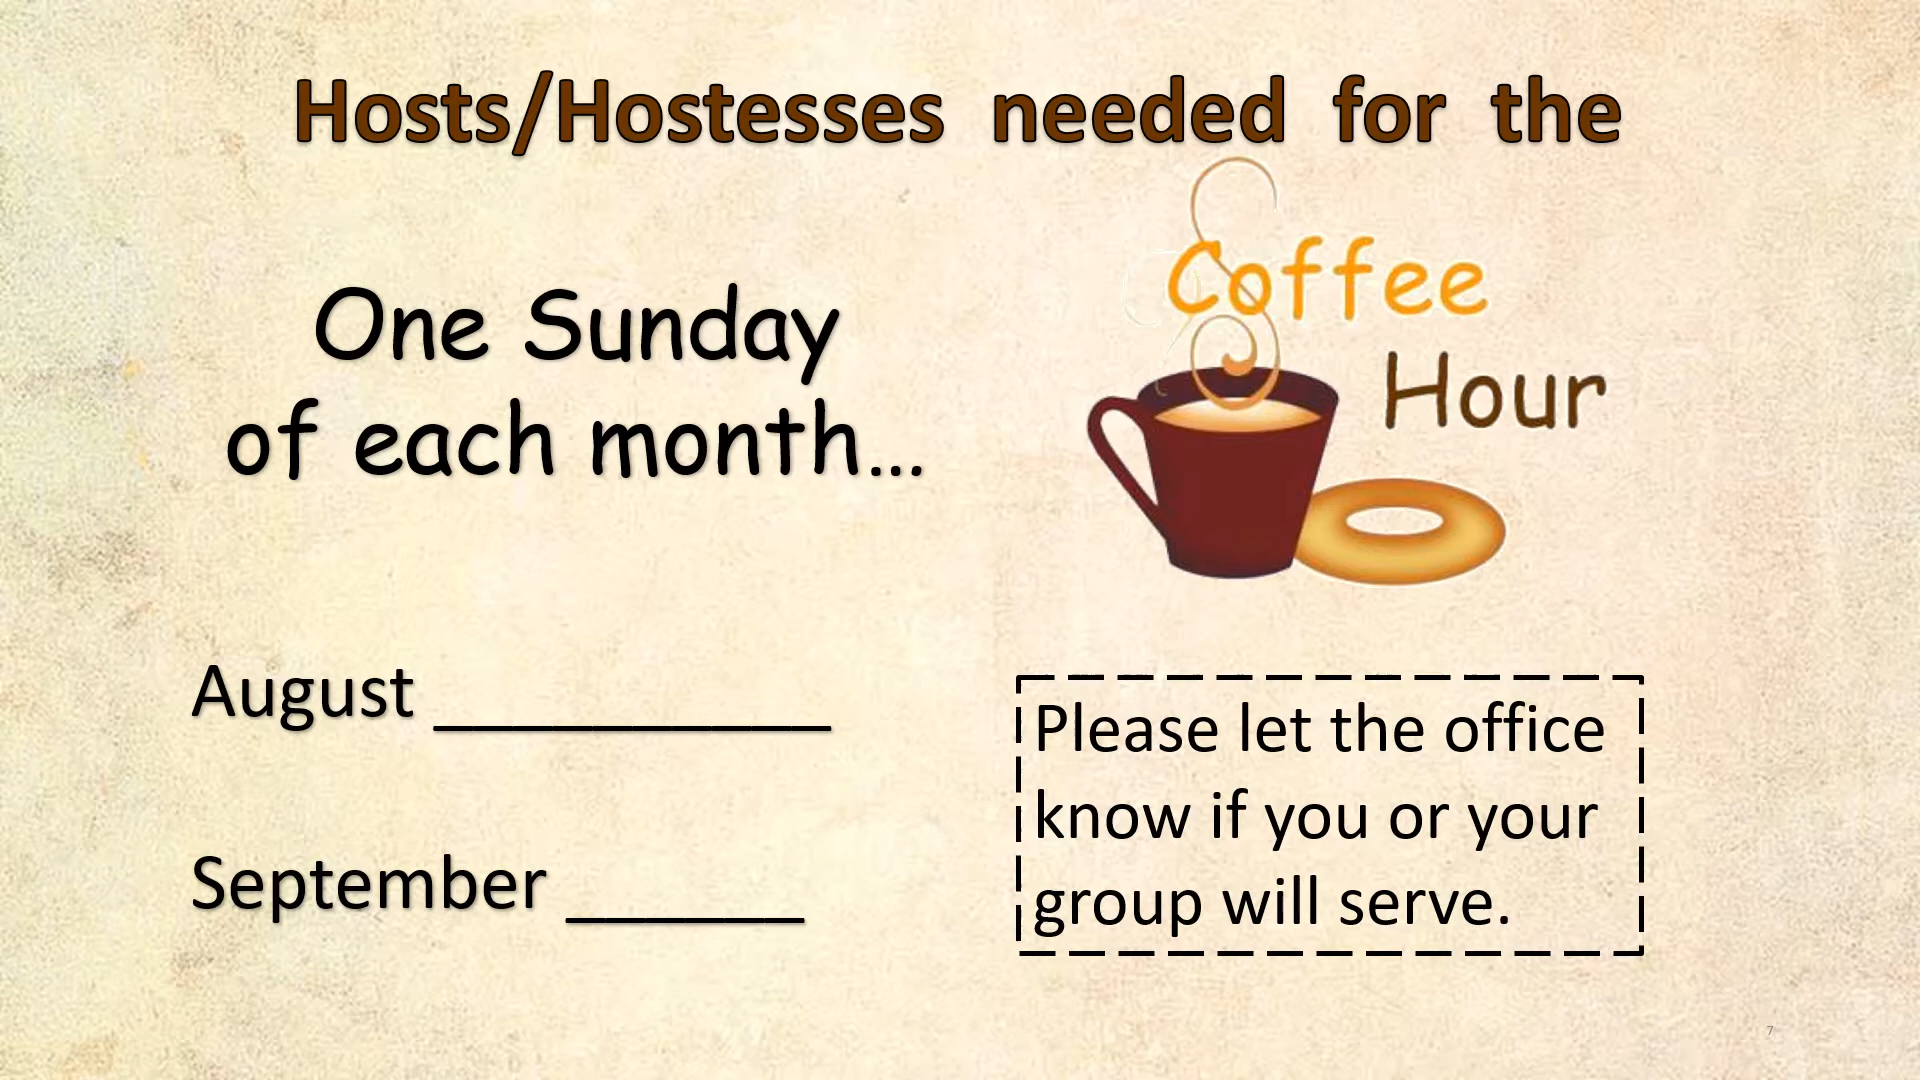 Hosts/Hostesses needed for the
Coffee
Hour
One Sunday
of each month…
August __________
September ______
Please let the office
know if you or your
group will serve.
7